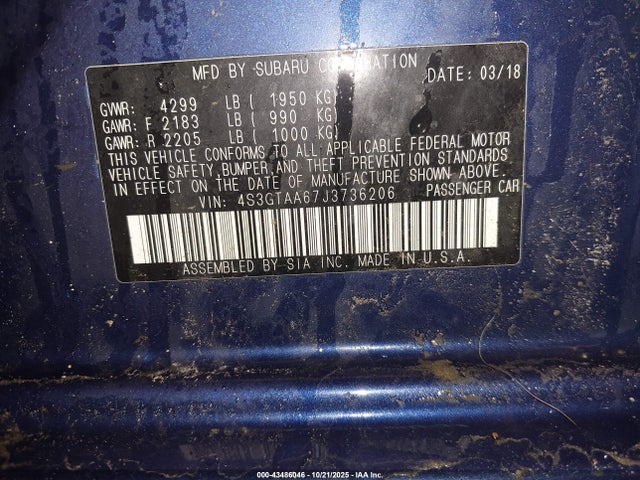 MFD BY SUBARU CORPORATION DATE: 03/18
GVWR: 4299 LB ( 1950 KG)
GAWR: F 2183 LB ( 990 KG)
GAWR: R 2205 LB ( 1000 KG)
THIS VEHICLE CONFORMS TO ALL APPLICABLE FEDERAL MOTOR
VEHICLE SAFETY, BUMPER, AND THEFT PREVENTION STANDARDS
IN EFFECT ON THE DATE OF MANUFACTURE SHOWN ABOVE.
VIN: 4S3GTAA67J3736206 PASSENGER CAR
ASSEMBLED BY SIA INC. MADE IN U.S.A.
000-43486046 | 10/21/2025 | IAA Inc.